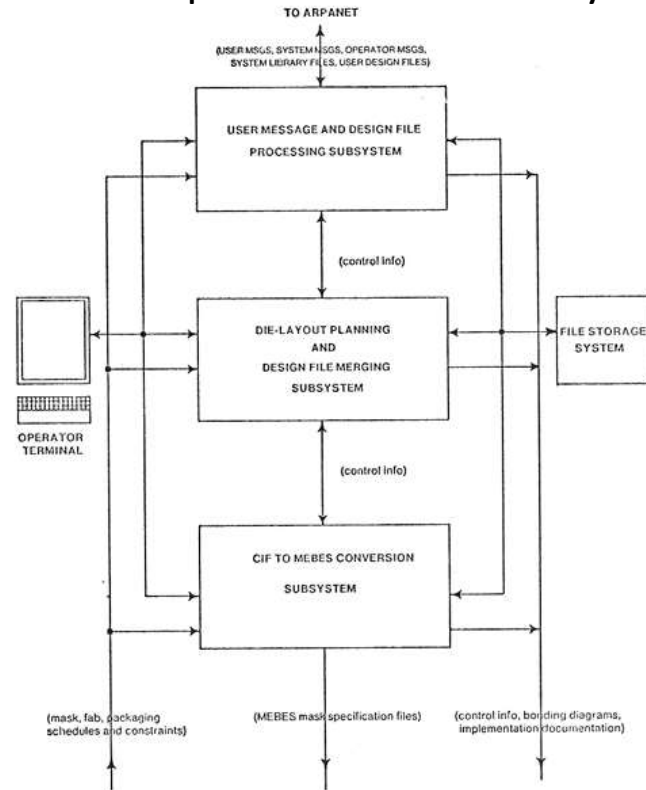 TO ARPANET
(USER MSGS, SYSTEM MSGS, OPERATOR MSGS,
SYSTEM LIBRARY FILES, USER DESIGN FILES)
USER MESSAGE AND DESIGN FILE
PROCESSING SUBSYSTEM
(control info)
DIE-LAYOUT PLANNING
AND
DESIGN FILE MERGING
SUBSYSTEM
FILE STORAGE
SYSTEM
OPERATOR
TERMINAL
(control info)
CIF TO MEBES CONVERSION
SUBSYSTEM
(mask, fab, packaging
schedules and constraints)
(MEBES mask specification files)
(control info, bonding diagrams,
implementation documentation)